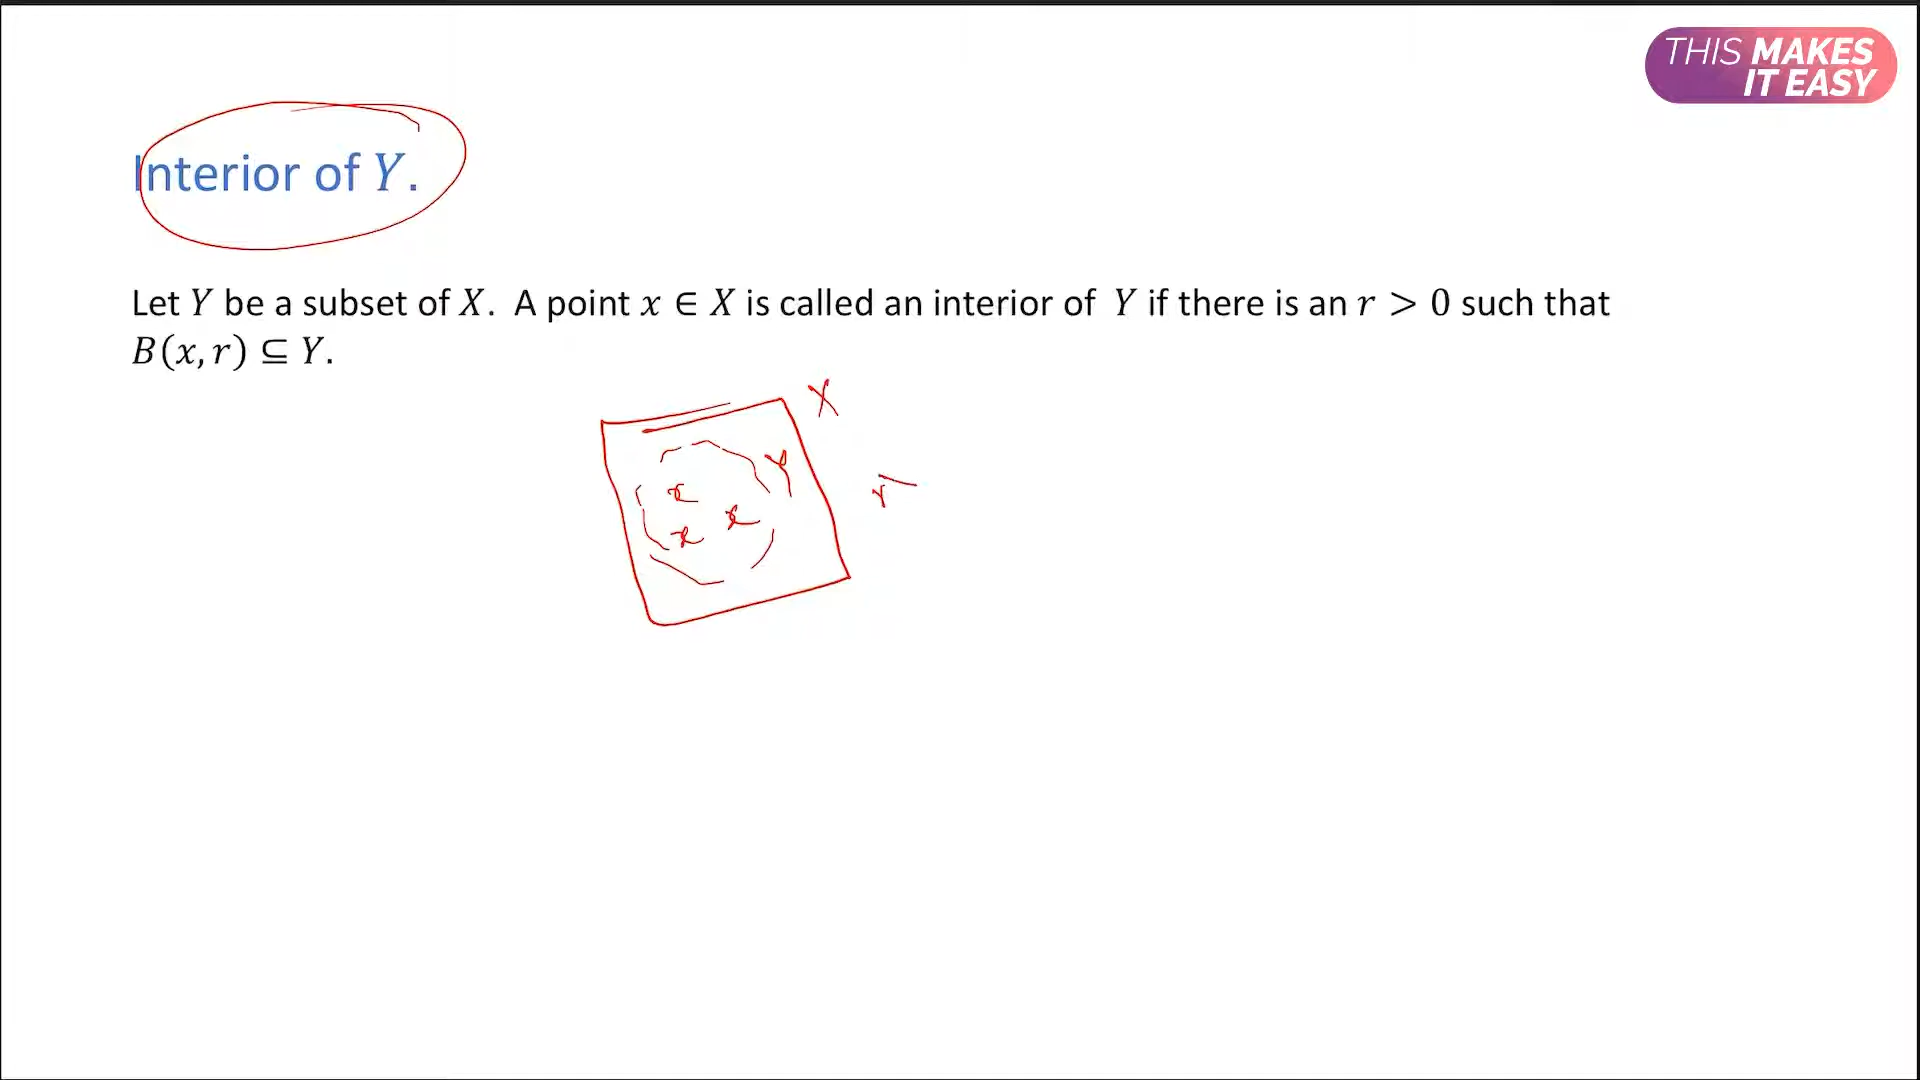 THIS MAKES
IT EASY
Interior of Y.
Let Y be a subset of X. A point x ∈ X is called an interior of Y if there is an r > 0 such that
B(x, r) ⊆ Y.
X
Y
x
x
x
r